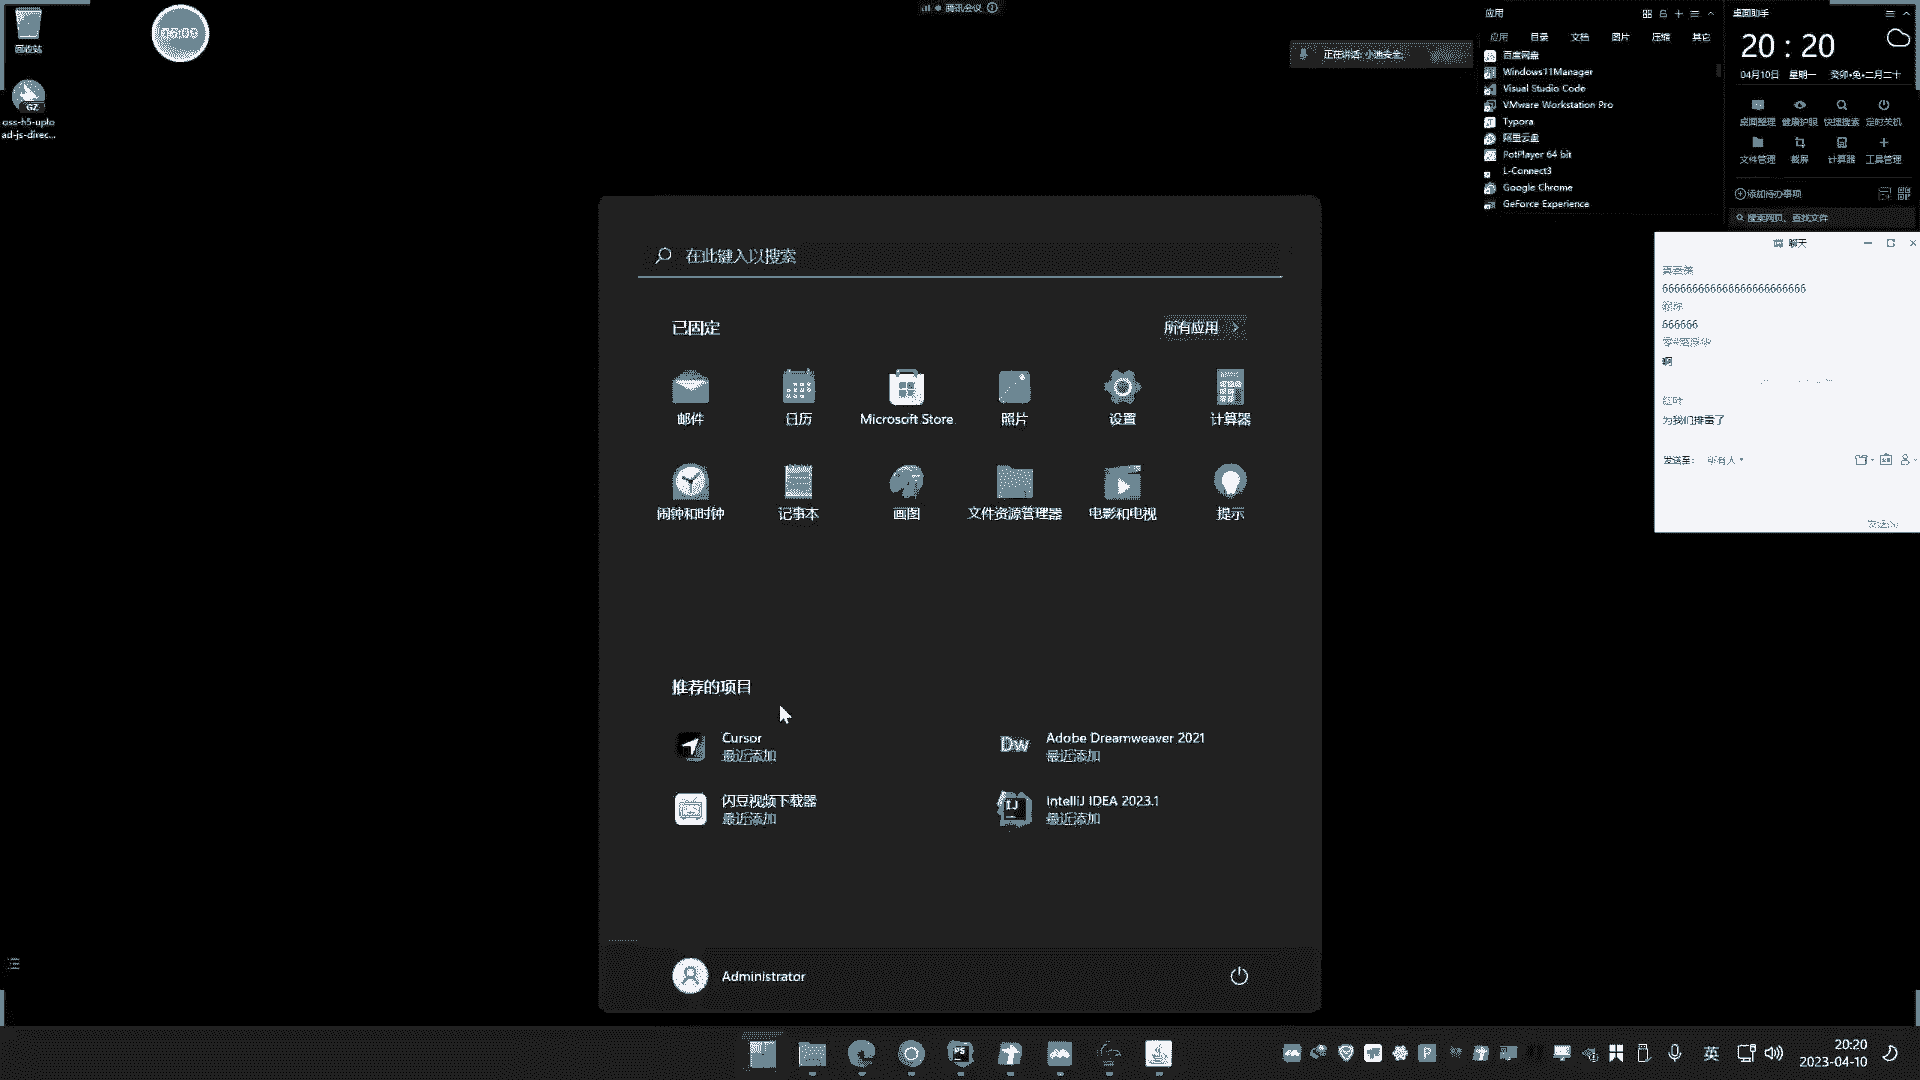 回收站
GZ
oss-h5-uplo
ad-js-direc...
06:09
腾讯会议
正在讲话: 小迪安全;
应用
应用 目录 文档 图片 压缩 其它
百度网盘
Windows11Manager
Visual Studio Code
VMware Workstation Pro
Typora
阿里云盘
PotPlayer 64 bit
L-Connect3
Google Chrome
GeForce Experience
桌面助手
20 : 20
04月10日 星期一 癸卯•兔•二月二十
桌面整理 健康护眼 快捷搜索 定时关机
文件管理 截屏 计算器 工具管理
添加待办事项
搜索网页、查找文件
聊天
666666
啊
为我们排雷了
发送至: 所有人
发送(S)
在此键入以搜索
已固定
所有应用
邮件 日历 Microsoft Store 照片 设置 计算器
闹钟和时钟 记事本 画图 文件资源管理器 电影和电视 提示
推荐的项目
Cursor
最近添加
Dw
Adobe Dreamweaver 2021
最近添加
闪豆视频下载器
最近添加
IJ
IntelliJ IDEA 2023.1
最近添加
Administrator
PS
P
英
20:20
2023-04-10